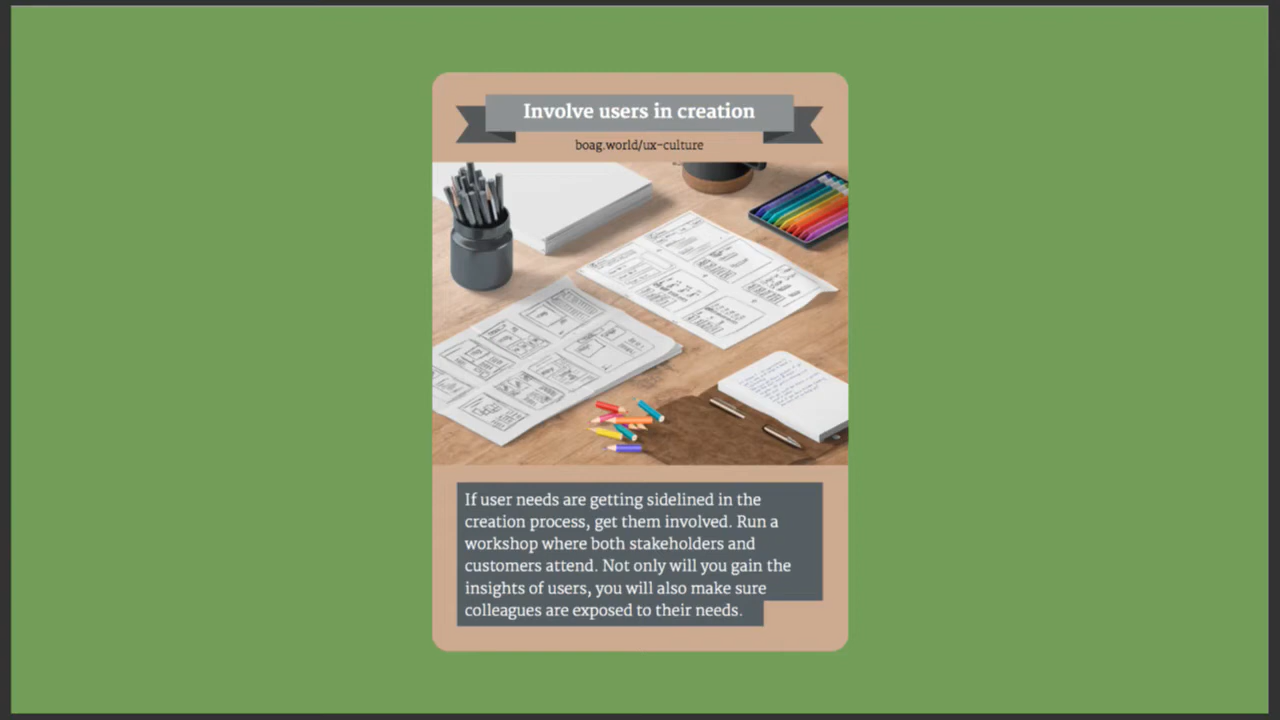 Involve users in creation
boag.world/ux-culture
If user needs are getting sidelined in the
creation process, get them involved. Run a
workshop where both stakeholders and
customers attend. Not only will you gain the
insights of users, you will also make sure
colleagues are exposed to their needs.